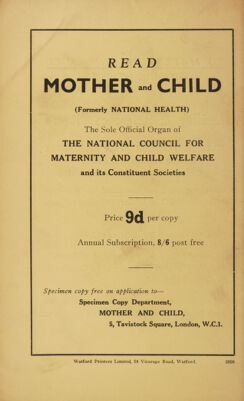 READ
MOTHER and CHILD
(Formerly NATIONAL HEALTH)
The Sole Official Organ of
THE NATIONAL COUNCIL FOR
MATERNITY AND CHILD WELFARE
and its Constituent Societies
Price 9d per copy
Annual Subscription, 8/6 post free
Specimen copy free on application to—
Specimen Copy Department,
MOTHER AND CHILD,
5, Tavistock Square, London, W.C.1.
Watford Printers Limited, 58 Vicarage Road, Watford.